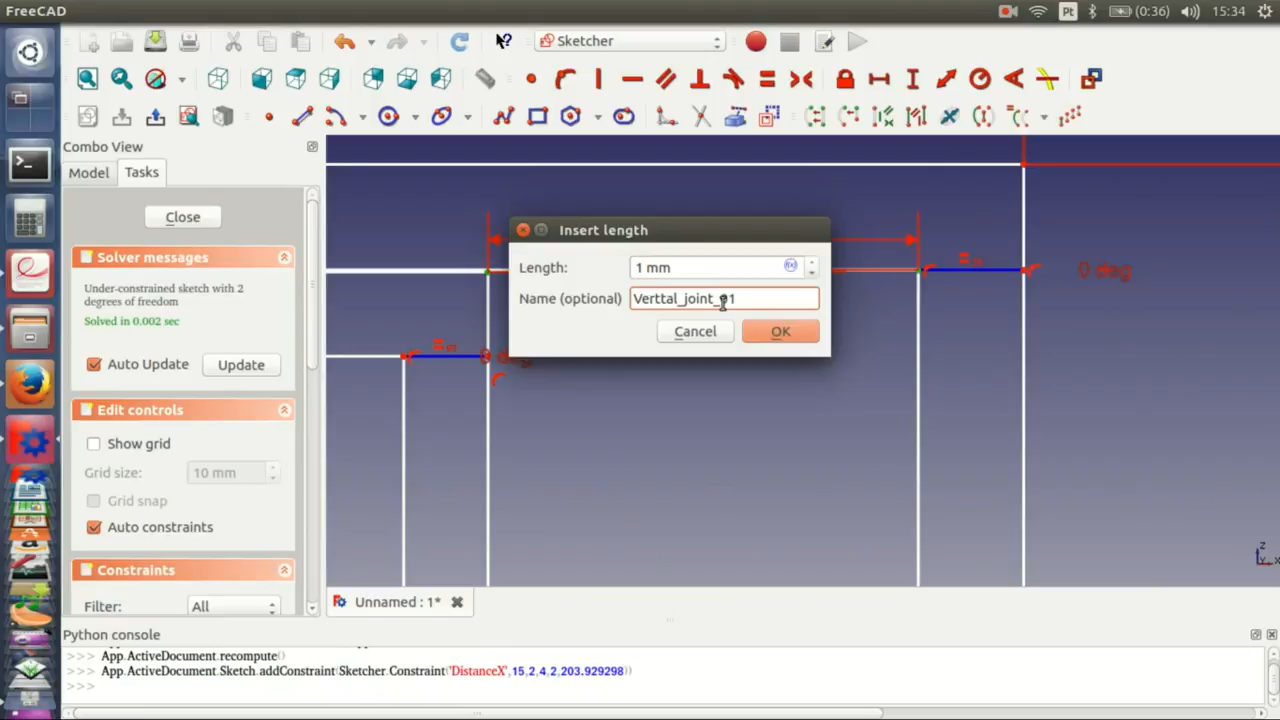 FreeCAD
Pt
(0:36)
15:34
Sketcher
Combo View
Model
Tasks
Close
Solver messages
Under-constrained sketch with 2
degrees of freedom
Solved in 0.002 sec
Auto Update
Update
Edit controls
Show grid
Grid size:
10 mm
Grid snap
Auto constraints
Constraints
Filter:
All
Insert length
Length:
1 mm
Name (optional)
Verttal_joint_01
Cancel
OK
0 deg
Unnamed : 1*
Python console
>>> App.ActiveDocument.recompute()
>>> App.ActiveDocument.Sketch.addConstraint(Sketcher.Constraint('DistanceX',15,2,4,2,203.929298))
>>>